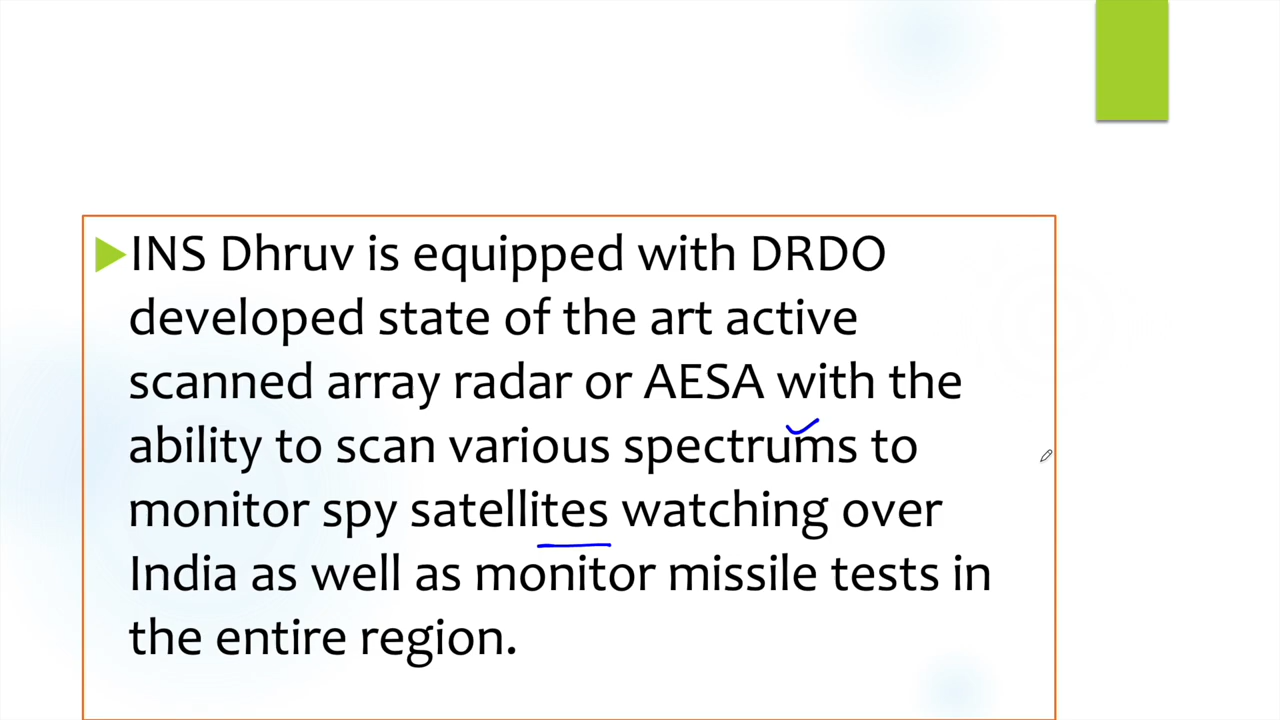 INS Dhruv is equipped with DRDO
developed state of the art active
scanned array radar or AESA with the
ability to scan various spectrums to
monitor spy satellites watching over
India as well as monitor missile tests in
the entire region.